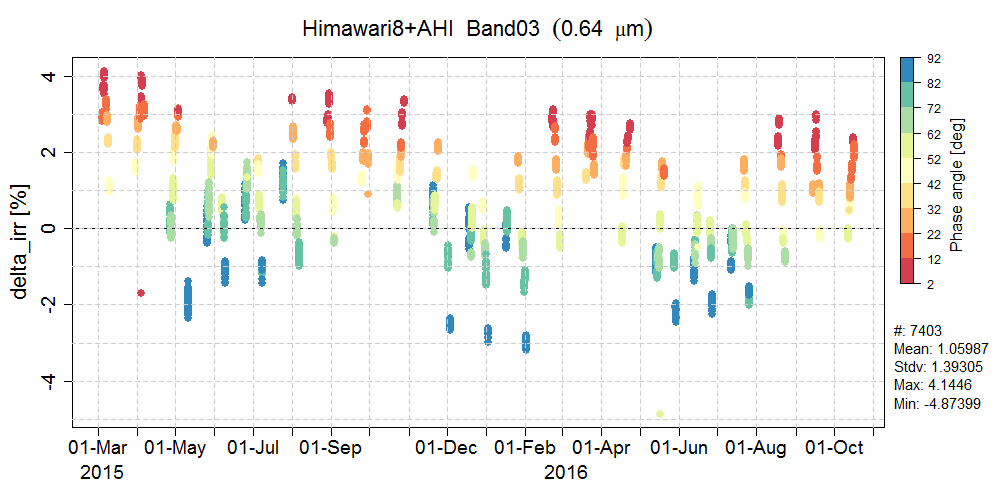 Himawari8+AHI Band03 (0.64 μm)
delta_irr [%]
4
2
0
-2
-4
01-Mar 01-May 01-Jul 01-Sep 01-Dec 01-Feb 01-Apr 01-Jun 01-Aug 01-Oct
2015 2016
92
82
72
62
52
42
32
22
12
2
Phase angle [deg]
#: 7403
Mean: 1.05987
Stdv: 1.39305
Max: 4.1446
Min: -4.87399